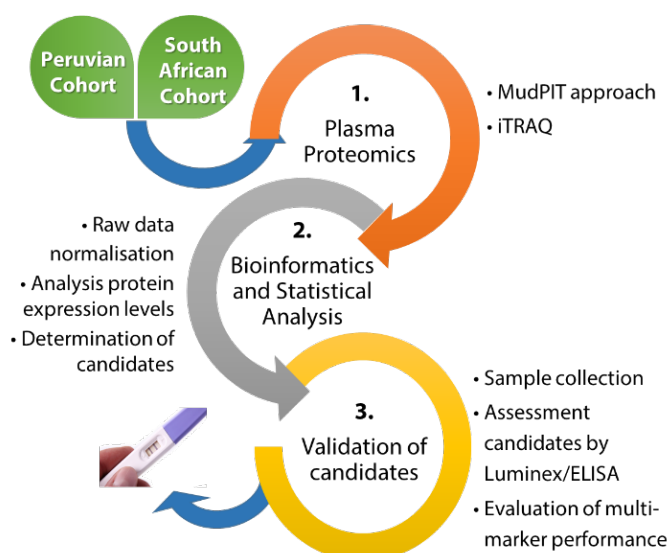 Peruvian
Cohort
South
African
Cohort
1.
Plasma
Proteomics
• MudPIT approach
• iTRAQ
2.
Bioinformatics
and Statistical
Analysis
• Raw data
normalisation
• Analysis protein
expression levels
• Determination of
candidates
3.
Validation of
candidates
• Sample collection
• Assessment
candidates by
Luminex/ELISA
• Evaluation of multi-
marker performance